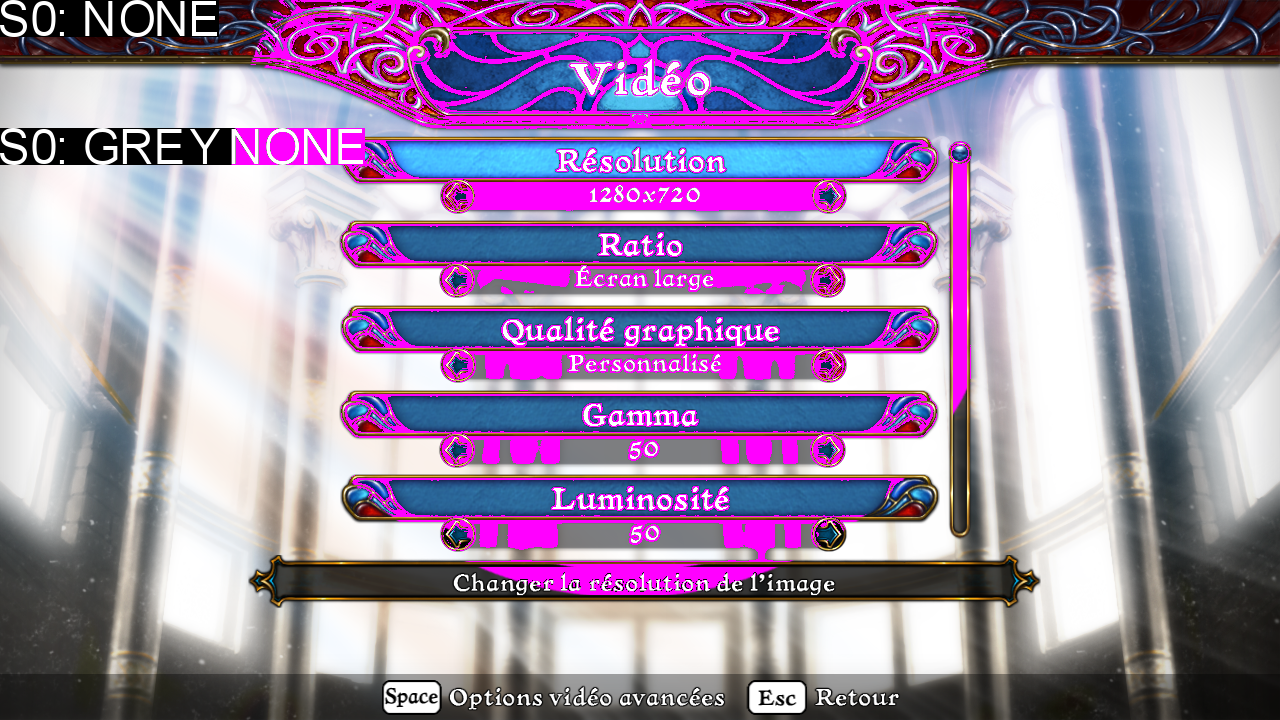 S0: NONE
Vidéo
S0: GREY NONE
Résolution
1280x720
Ratio
Écran large
Qualité graphique
Personnalisé
Gamma
50
Luminosité
50
Changer la résolution de l'image
Space Options vidéo avancées Esc Retour